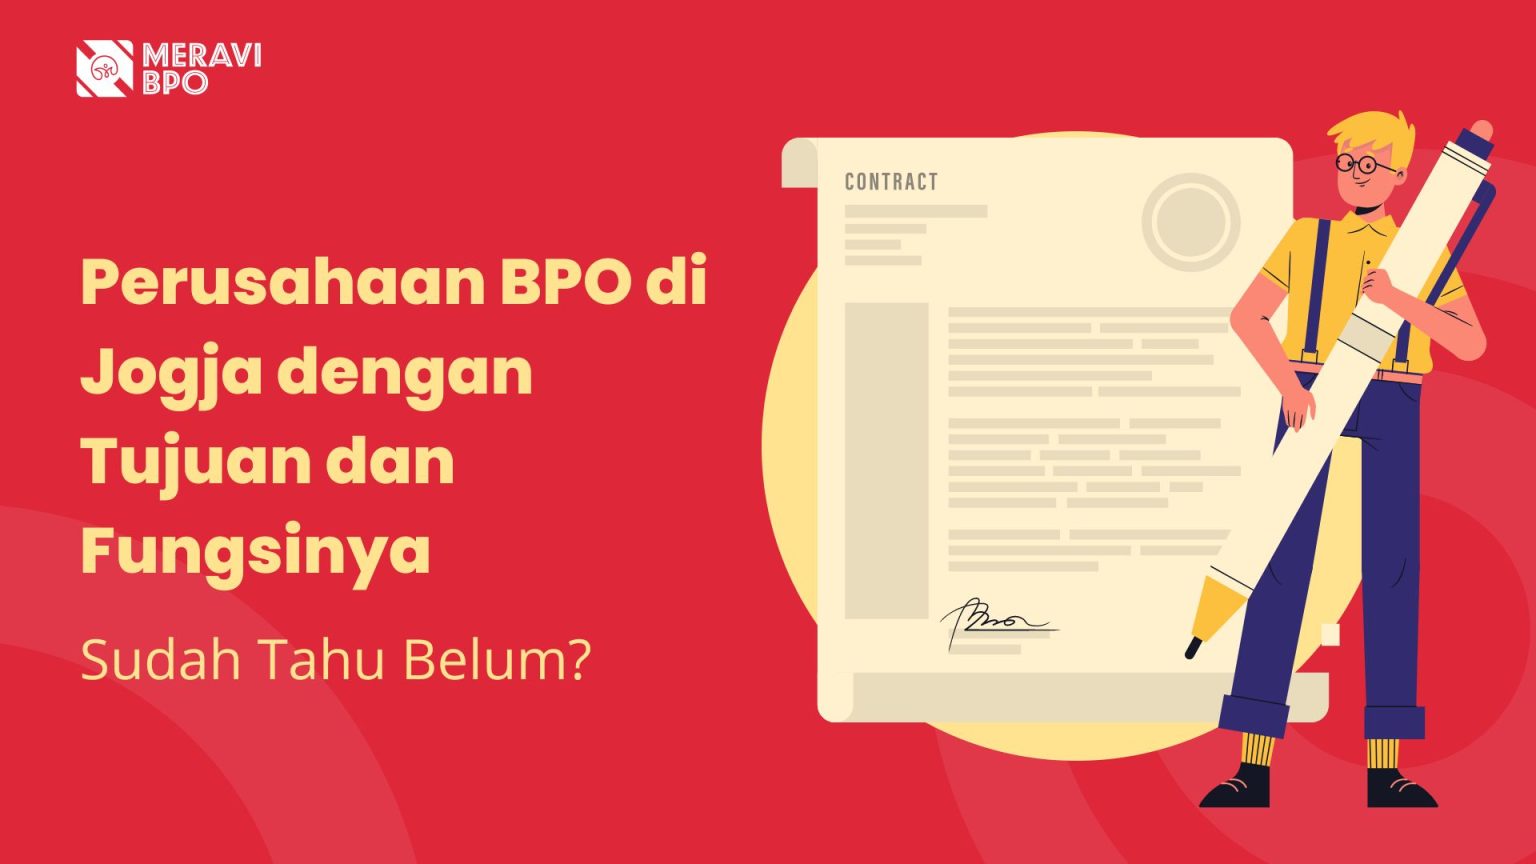 MERAVI
BPO
Perusahaan BPO di
Jogja dengan
Tujuan dan
Fungsinya
Sudah Tahu Belum?
CONTRACT